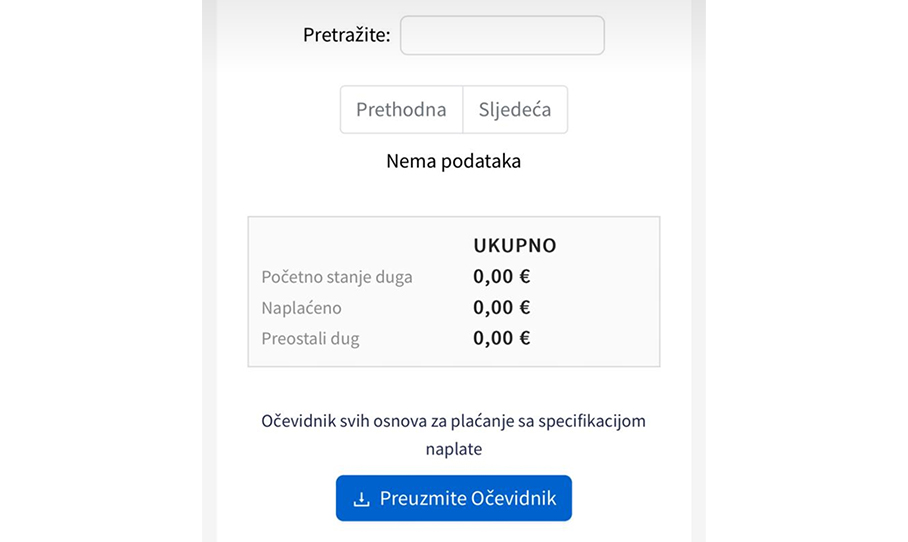 Pretražite:
Prethodna Sljedeća
Nema podataka
UKUPNO
Početno stanje duga 0,00 €
Naplaćeno 0,00 €
Preostali dug 0,00 €
Očevidnik svih osnova za plaćanje sa specifikacijom
naplate
Preuzmite Očevidnik